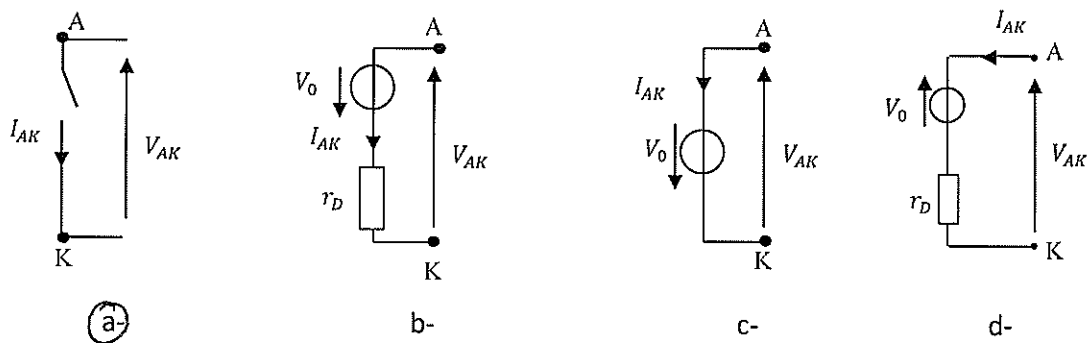 A
I_AK
V_AK
K
a-
A
V_0
I_AK
r_D
V_AK
K
b-
A
I_AK
V_0
V_AK
K
c-
I_AK
A
V_0
r_D
V_AK
K
d-